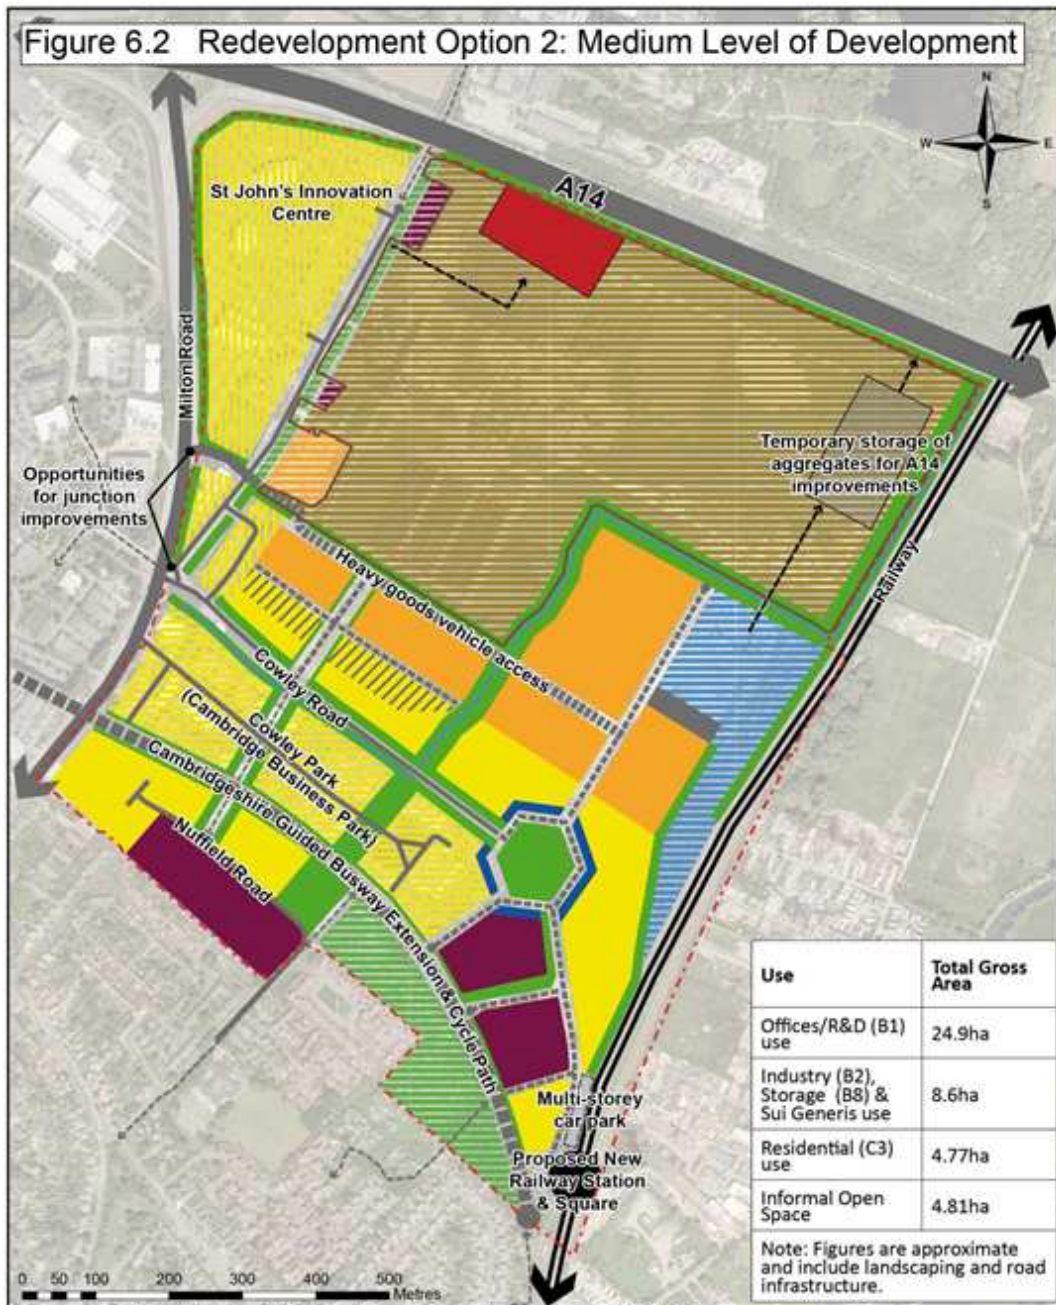 Figure 6.2 Redevelopment Option 2: Medium Level of Development
N
W
E
S
A14
St John's Innovation
Centre
Milton Road
Opportunities
for junction
improvements
Temporary storage of
aggregates for A14
improvements
Railway
Heavy goods vehicle access
Cowley Road
Cowley Park
(Cambridge Business Park)
Cambridgeshire Guided Busway Extension & Cycle Path
Nuffield Road
Multi-storey
car park
Proposed New
Railway Station
& Square
Use
Total Gross
Area
Offices/R&D (B1)
use
24.9ha
Industry (B2),
Storage (B8) &
Sui Generis use
8.6ha
Residential (C3)
use
4.77ha
Informal Open
Space
4.81ha
Note: Figures are approximate
and include landscaping and road
infrastructure.
0 50 100 200 300 400 500
Metres